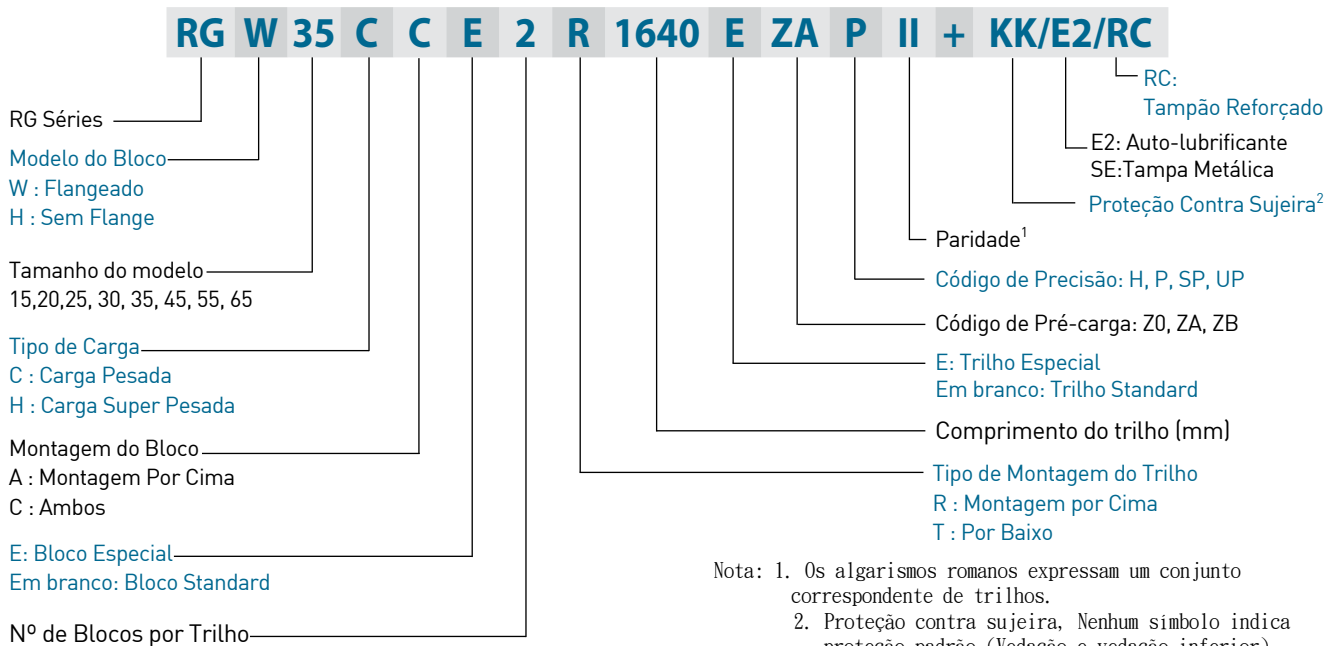 RG W 35 C C E 2 R 1640 E ZA P II + KK/E2/RC
RG Séries
Modelo do Bloco
W : Flangeado
H : Sem Flange
Tamanho do modelo
15,20,25, 30, 35, 45, 55, 65
Tipo de Carga
C : Carga Pesada
H : Carga Super Pesada
Montagem do Bloco
A : Montagem Por Cima
C : Ambos
E: Bloco Especial
Em branco: Bloco Standard
Nº de Blocos por Trilho
RC:
Tampão Reforçado
E2: Auto-lubrificante
SE:Tampa Metálica
Proteção Contra Sujeira2
Paridade1
Código de Precisão: H, P, SP, UP
Código de Pré-carga: Z0, ZA, ZB
E: Trilho Especial
Em branco: Trilho Standard
Comprimento do trilho (mm)
Tipo de Montagem do Trilho
R : Montagem por Cima
T : Por Baixo
Nota: 1. Os algarismos romanos expressam um conjunto
correspondente de trilhos.
2. Proteção contra sujeira, Nenhum símbolo indica
proteção padrão (Vedação e vedação inferior)